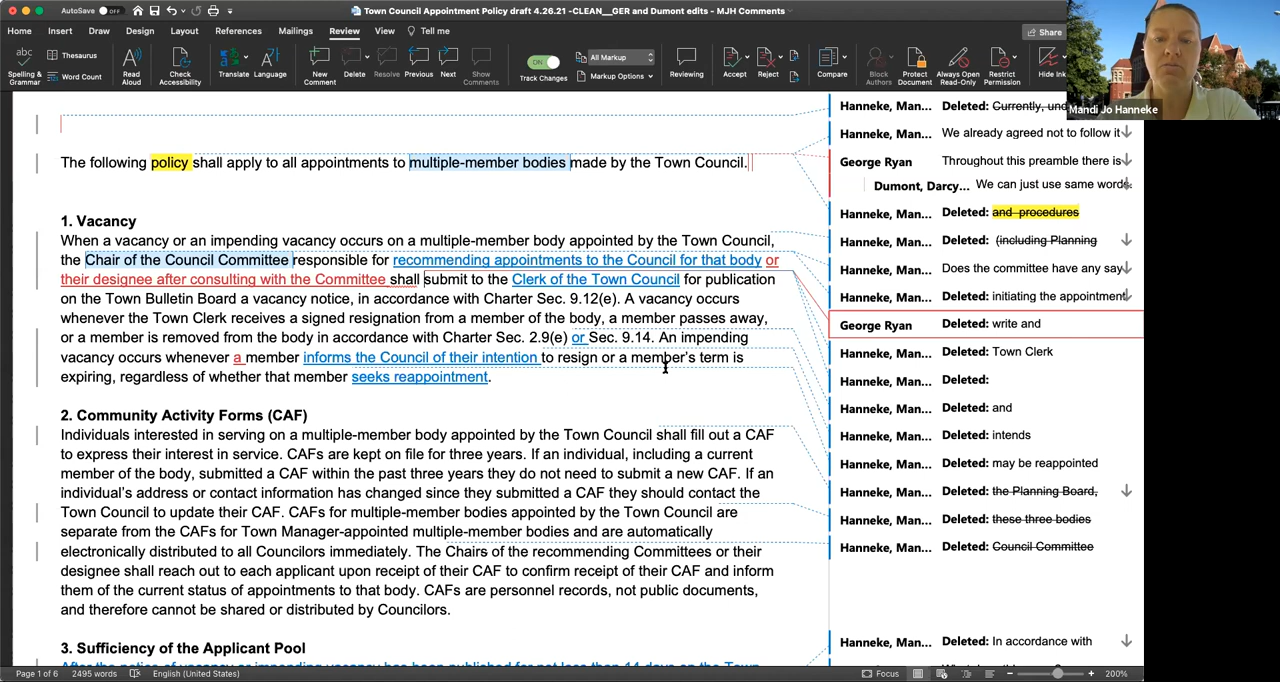 AutoSave OFF
Town Council Appointment Policy draft 4.26.21 -CLEAN__GER and Dumont edits - MJH Comments
Home Insert Draw Design Layout References Mailings Review View Tell me Share
Spelling & Grammar
Thesaurus
Word Count
Read Aloud
Check Accessibility
Translate
Language
New Comment
Delete
Resolve
Previous
Next
Show Comments
ON
Track Changes
All Markup
Markup Options
Reviewing
Accept
Reject
Compare
Block Authors
Protect Document
Always Open Read-Only
Restrict Permission
Hide Ink
Mandi Jo Hanneke
The following policy shall apply to all appointments to multiple-member bodies made by the Town Council.
1. Vacancy
When a vacancy or an impending vacancy occurs on a multiple-member body appointed by the Town Council,
the Chair of the Council Committee responsible for recommending appointments to the Council for that body or
their designee after consulting with the Committee shall submit to the Clerk of the Town Council for publication
on the Town Bulletin Board a vacancy notice, in accordance with Charter Sec. 9.12(e). A vacancy occurs
whenever the Town Clerk receives a signed resignation from a member of the body, a member passes away,
or a member is removed from the body in accordance with Charter Sec. 2.9(e) or Sec. 9.14. An impending
vacancy occurs whenever a member informs the Council of their intention to resign or a member's term is
expiring, regardless of whether that member seeks reappointment.
2. Community Activity Forms (CAF)
Individuals interested in serving on a multiple-member body appointed by the Town Council shall fill out a CAF
to express their interest in service. CAFs are kept on file for three years. If an individual, including a current
member of the body, submitted a CAF within the past three years they do not need to submit a new CAF. If an
individual's address or contact information has changed since they submitted a CAF they should contact the
Town Council to update their CAF. CAFs for multiple-member bodies appointed by the Town Council are
separate from the CAFs for Town Manager-appointed multiple-member bodies and are automatically
electronically distributed to all Councilors immediately. The Chairs of the recommending Committees or their
designee shall reach out to each applicant upon receipt of their CAF to confirm receipt of their CAF and inform
them of the current status of appointments to that body. CAFs are personnel records, not public documents,
and therefore cannot be shared or distributed by Councilors.
3. Sufficiency of the Applicant Pool
After the notice of vacancy or impending vacancy has been published for not less than 14 days on the Town
Hanneke, Man... Deleted: Currently, und
Hanneke, Man... We already agreed not to follow it
George Ryan Throughout this preamble there is
Dumont, Darcy... We can just use same words
Hanneke, Man... Deleted: and procedures
Hanneke, Man... Deleted: (including Planning
Hanneke, Man... Does the committee have any say
Hanneke, Man... initiating the appointment
George Ryan Deleted: write and
Hanneke, Man... Deleted: Town Clerk
Hanneke, Man... Deleted:
Hanneke, Man... Deleted: and
Hanneke, Man... Deleted: intends
Hanneke, Man... Deleted: may be reappointed
Hanneke, Man... Deleted: the Planning Board,
Hanneke, Man... Deleted: these three bodies
Hanneke, Man... Deleted: Council Committee
Hanneke, Man... Deleted: In accordance with
Page 1 of 6 2495 words English (United States) Focus 200%